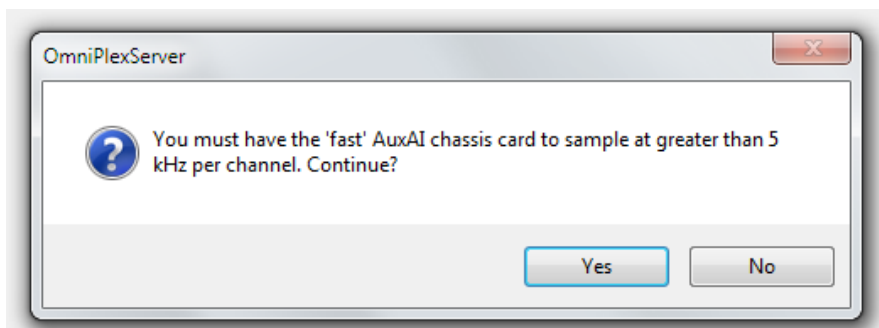 OmniPlexServer
You must have the 'fast' AuxAI chassis card to sample at greater than 5
kHz per channel. Continue?
Yes
No